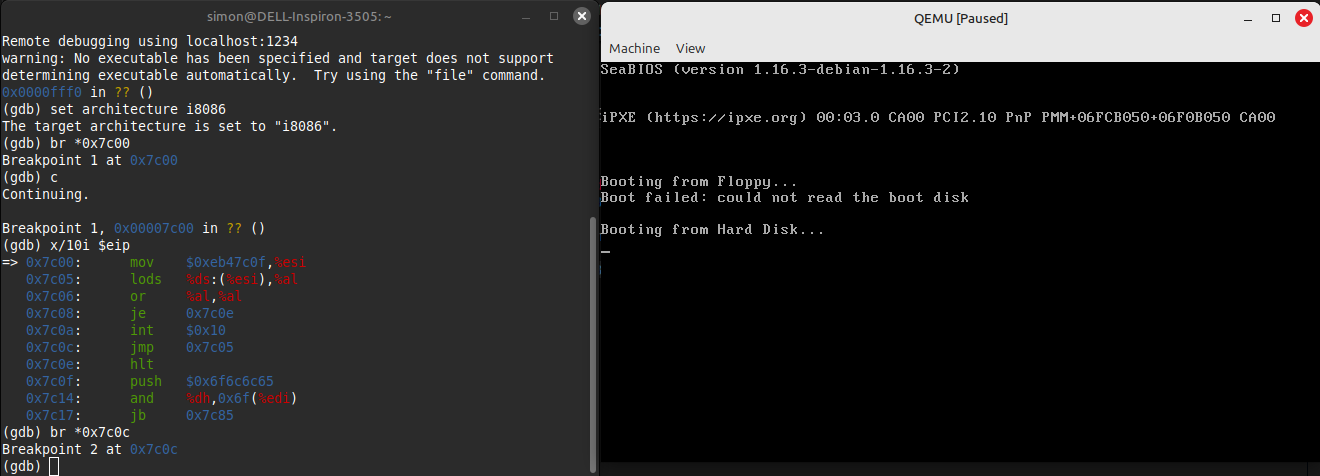 simon@DELL-Inspiron-3505: ~
Remote debugging using localhost:1234
warning: No executable has been specified and target does not support
determining executable automatically.  Try using the "file" command.
0x0000fff0 in ?? ()
(gdb) set architecture i8086
The target architecture is set to "i8086".
(gdb) br *0x7c00
Breakpoint 1 at 0x7c00
(gdb) c
Continuing.
Breakpoint 1, 0x00007c00 in ?? ()
(gdb) x/10i $eip
=> 0x7c00:      mov    $0xeb47c0f,%esi
   0x7c05:      lods   %ds:(%esi),%al
   0x7c06:      or     %al,%al
   0x7c08:      je     0x7c0e
   0x7c0a:      int    $0x10
   0x7c0c:      jmp    0x7c05
   0x7c0e:      hlt
   0x7c0f:      push   $0x6f6c6c65
   0x7c14:      and    %dh,0x6f(%edi)
   0x7c17:      jb     0x7c85
(gdb) br *0x7c0c
Breakpoint 2 at 0x7c0c
(gdb)
QEMU [Paused]
Machine View
SeaBIOS (version 1.16.3-debian-1.16.3-2)
iPXE (https://ipxe.org) 00:03.0 CA00 PCI2.10 PnP PMM+06FCB050+06F0B050 CA00
Booting from Floppy...
Boot failed: could not read the boot disk
Booting from Hard Disk...